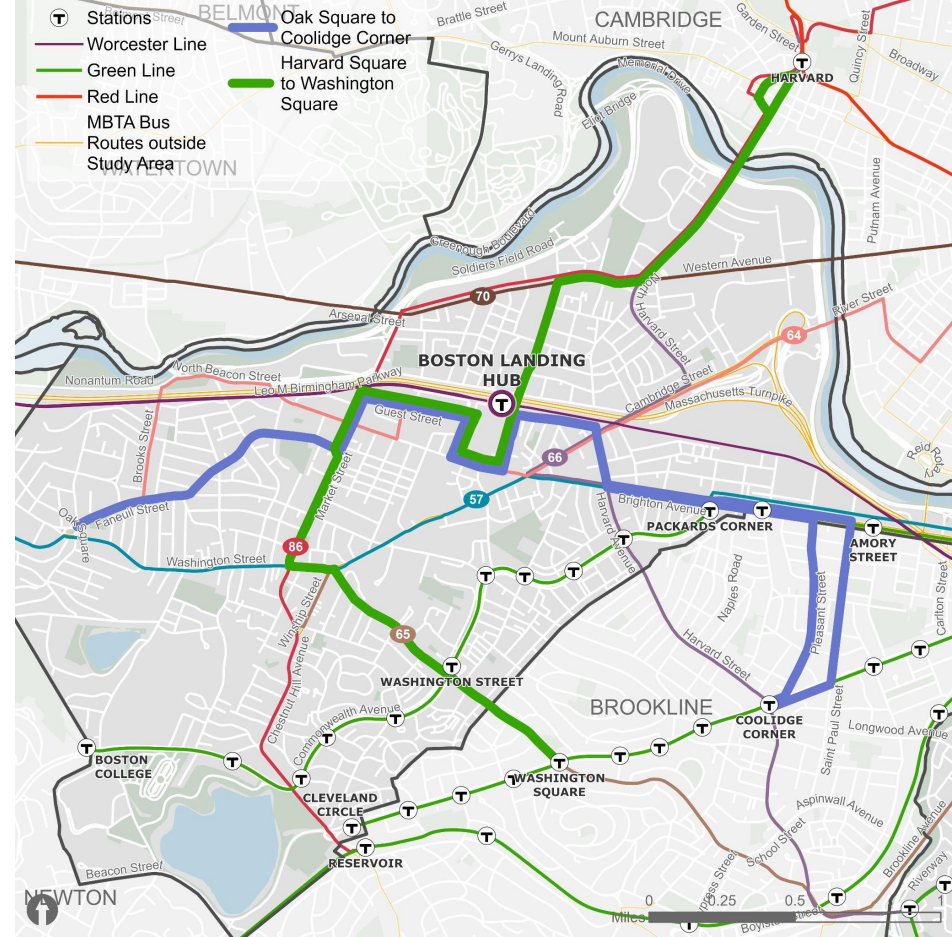 Stations
Worcester Line
Green Line
Red Line
MBTA Bus
Routes outside
Study Area
Oak Square to
Coolidge Corner
Harvard Square
to Washington
Square
BELMONT
WATERTOWN
CAMBRIDGE
Brattle Street
Mount Auburn Street
Gerrys Landing
Road
Memorial Drive
Eliot Bridge
Garden Street
Quincy Street
Broadway
T
HARVARD
Putnam Avenue
Greenough Boulevard
Soldiers Field Road
Western Avenue
70
Arsenal Street
North
Harvard Street
River Street
64
BOSTON LANDING
HUB
T
Nonantum Road
North Beacon Street
Leo M Birmingham Parkway
Guest Street
Cambridge Street
Massachusetts Turnpike
Brooks Street
Market Street
66
57
Reid
Oak
Square
Faneuil Street
Harvard Avenue
Brighton Avenue
PACKARDS CORNER
AMORY
STREET
86
Washington Street
Winship Street
Naples Road
Pleasant Street
Carlton Street
65
Harvard Street
WASHINGTON STREET
Chestnut Hill Avenue
Commonwealth Avenue
BROOKLINE
COOLIDGE
CORNER
Saint Paul Street
Longwood Avenue
BOSTON
COLLEGE
WASHINGTON
SQUARE
CLEVELAND
CIRCLE
Aspinwall Avenue
School Street
Brookline Avenue
RESERVOIR
Beacon Street
Riverway
NEWTON
0 0.25 0.5 1
Miles